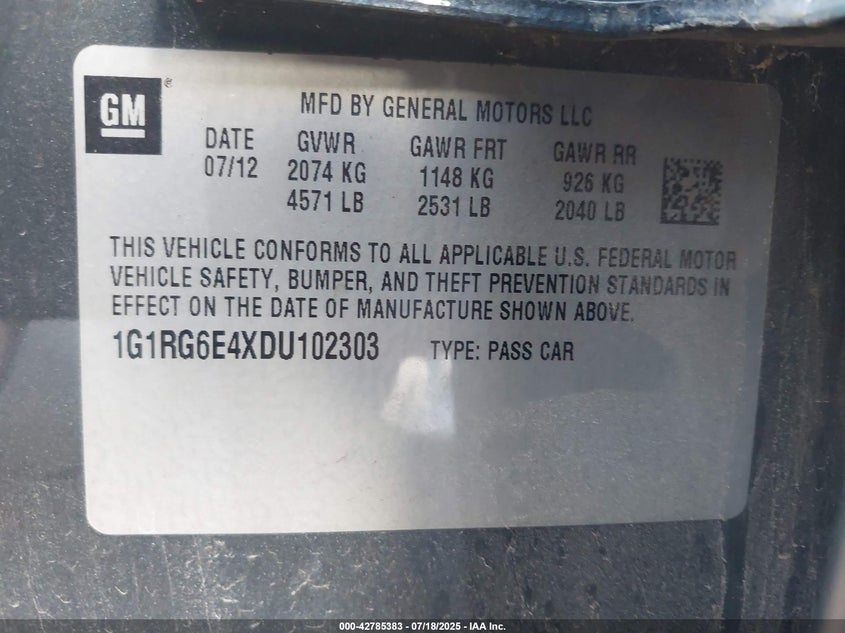 GM ®
MFD BY GENERAL MOTORS LLC
DATE GVWR GAWR FRT GAWR RR
07/12 2074 KG 1148 KG 926 KG
4571 LB 2531 LB 2040 LB
THIS VEHICLE CONFORMS TO ALL APPLICABLE U.S. FEDERAL MOTOR
VEHICLE SAFETY, BUMPER, AND THEFT PREVENTION STANDARDS IN
EFFECT ON THE DATE OF MANUFACTURE SHOWN ABOVE.
1G1RG6E4XDU102303 TYPE: PASS CAR
000-42785383 - 07/18/2025 - IAA Inc.